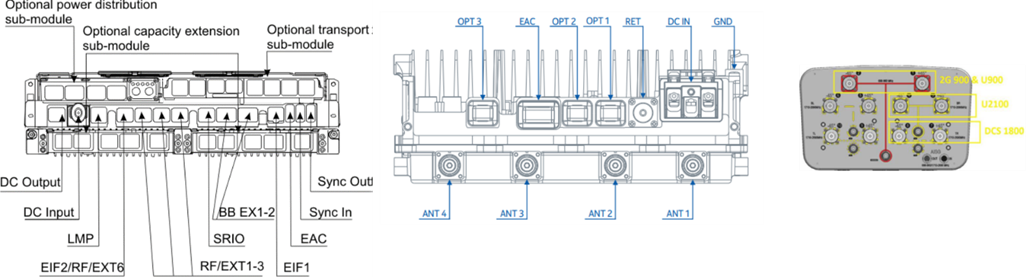 Optional power distribution
sub-module
Optional capacity extension
sub-module
Optional transport
sub-module
DC Output
DC Input
LMP
EIF2/RF/EXT6
BB EX1-2
SRIO
RF/EXT1-3
EIF1
EAC
Sync In
Sync Out
OPT 3
EAC
OPT 2
OPT 1
RET
DC IN
GND
ANT 4
ANT 3
ANT 2
ANT 1
2G 900 & U900
U2100
DCS 1800